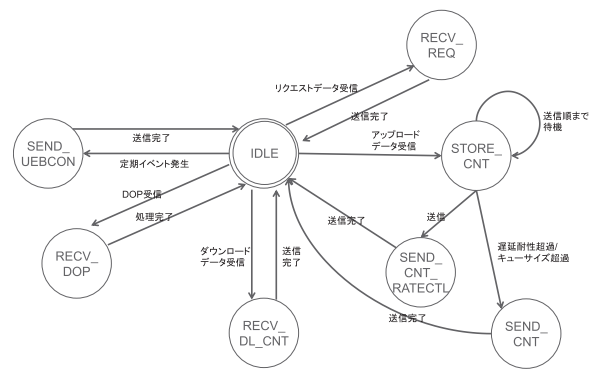 RECV_
REQ
リクエストデータ受信
送信完了
送信順まで
待機
アップロード
データ受信
STORE_
CNT
送信完了
SEND_
UEBCON
IDLE
定期イベント発生
DOP受信
処理完了
送信完了
送信
ダウンロード
データ受信
送信
完了
RECV_
DOP
SEND_
CNT_
RATECTL
遅延耐性超過/
キューサイズ超過
送信完了
RECV_
DL_CNT
SEND_
CNT